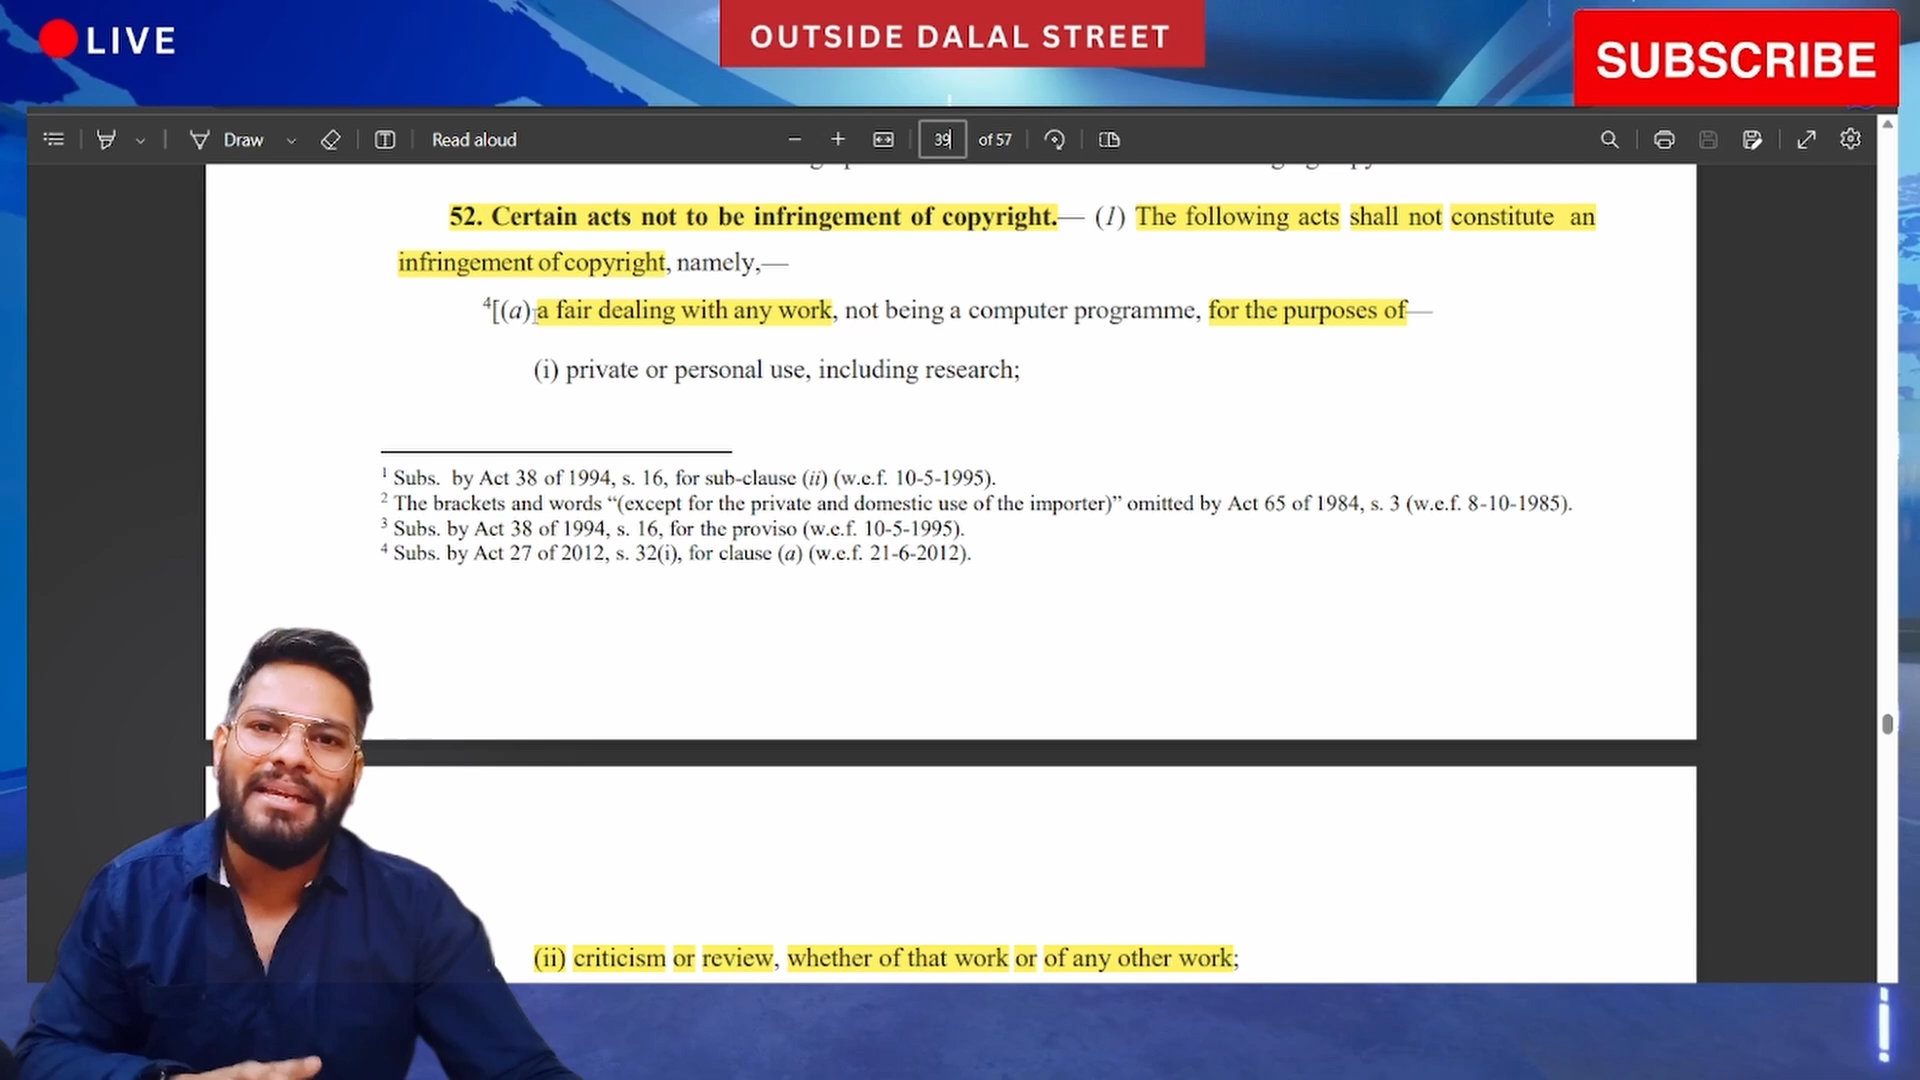 LIVE
OUTSIDE DALAL STREET
SUBSCRIBE
Draw
Read aloud
39 of 57
52. Certain acts not to be infringement of copyright.— (1) The following acts shall not constitute an
infringement of copyright, namely,—
4[(a) a fair dealing with any work, not being a computer programme, for the purposes of—
(i) private or personal use, including research;
1 Subs. by Act 38 of 1994, s. 16, for sub-clause (ii) (w.e.f. 10-5-1995).
2 The brackets and words “(except for the private and domestic use of the importer)” omitted by Act 65 of 1984, s. 3 (w.e.f. 8-10-1985).
3 Subs. by Act 38 of 1994, s. 16, for the proviso (w.e.f. 10-5-1995).
4 Subs. by Act 27 of 2012, s. 32(i), for clause (a) (w.e.f. 21-6-2012).
(ii) criticism or review, whether of that work or of any other work;